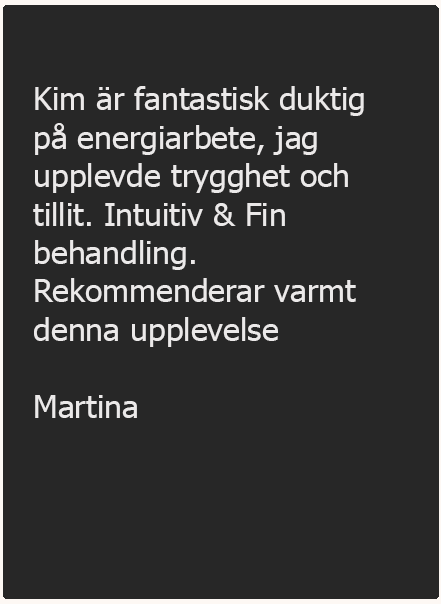 Kim är fantastisk duktig
på energiarbete, jag
upplevde trygghet och
tillit. Intuitiv & Fin
behandling.
Rekommenderar varmt
denna upplevelse
Martina